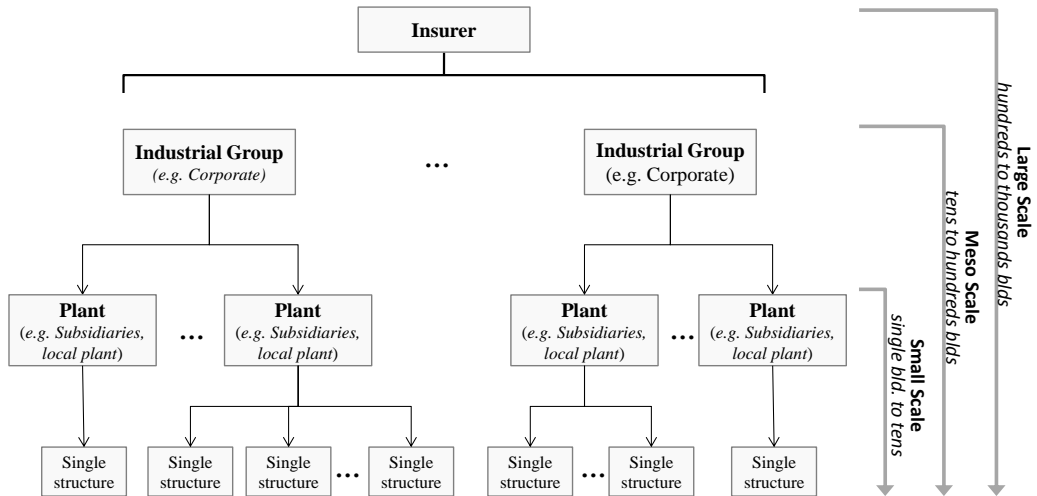 Insurer
Industrial Group
(e.g. Corporate)
...
Industrial Group
(e.g. Corporate)
Plant
(e.g. Subsidiaries,
local plant)
...
Plant
(e.g. Subsidiaries,
local plant)
Plant
(e.g. Subsidiaries,
local plant)
...
Plant
(e.g. Subsidiaries,
local plant)
Single
structure
Single
structure
Single
structure
...
Single
structure
Single
structure
...
Single
structure
Single
structure
Large Scale
hundreds to thousands blds
Meso Scale
tens to hundreds blds
Small Scale
single bld. to tens